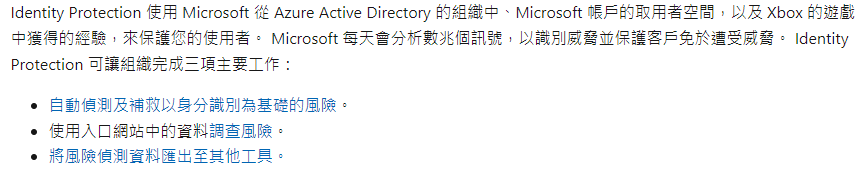 Identity Protection 使用 Microsoft 從 Azure Active Directory 的組織中、Microsoft 帳戶的取用者空間，以及 Xbox 的遊戲
中獲得的經驗，來保護您的使用者。 Microsoft 每天會分析數兆個訊號，以識別威脅並保護客戶免於遭受威脅。 Identity
Protection 可讓組織完成三項主要工作：
• 自動偵測及補救以身分識別為基礎的風險。
• 使用入口網站中的資料調查風險。
• 將風險偵測資料匯出至其他工具。